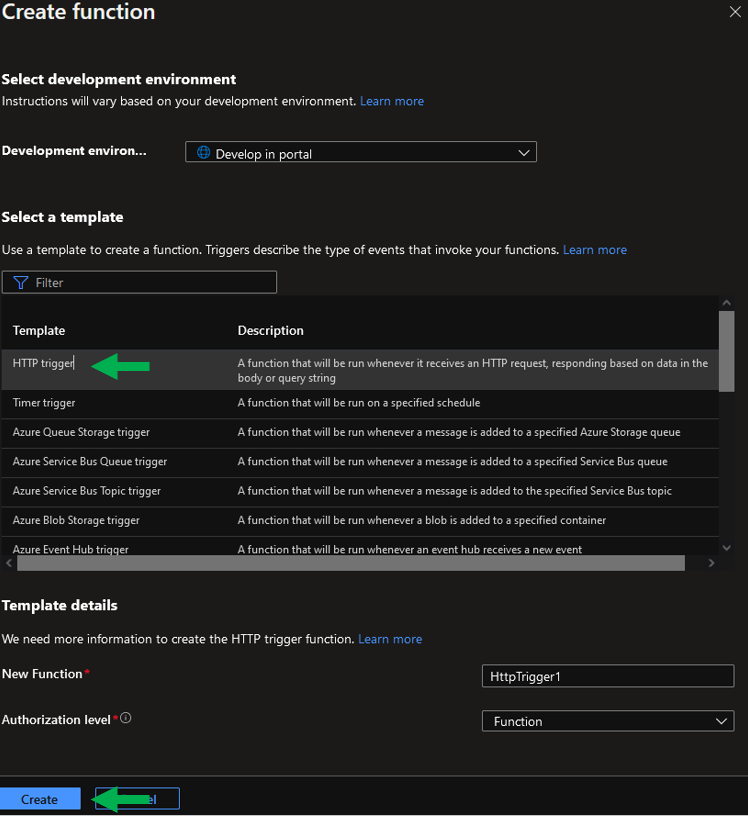 Create function
Select development environment
Instructions will vary based on your development environment. Learn more
Development environ...
Develop in portal
Select a template
Use a template to create a function. Triggers describe the type of events that invoke your functions. Learn more
Filter
Template Description
HTTP trigger A function that will be run whenever it receives an HTTP request, responding based on data in the
body or query string
Timer trigger A function that will be run on a specified schedule
Azure Queue Storage trigger A function that will be run whenever a message is added to a specified Azure Storage queue
Azure Service Bus Queue trigger A function that will be run whenever a message is added to a specified Service Bus queue
Azure Service Bus Topic trigger A function that will be run whenever a message is added to the specified Service Bus topic
Azure Blob Storage trigger A function that will be run whenever a blob is added to a specified container
Azure Event Hub trigger A function that will be run whenever an event hub receives a new event
Template details
We need more information to create the HTTP trigger function. Learn more
New Function* HttpTrigger1
Authorization level* Function
Create